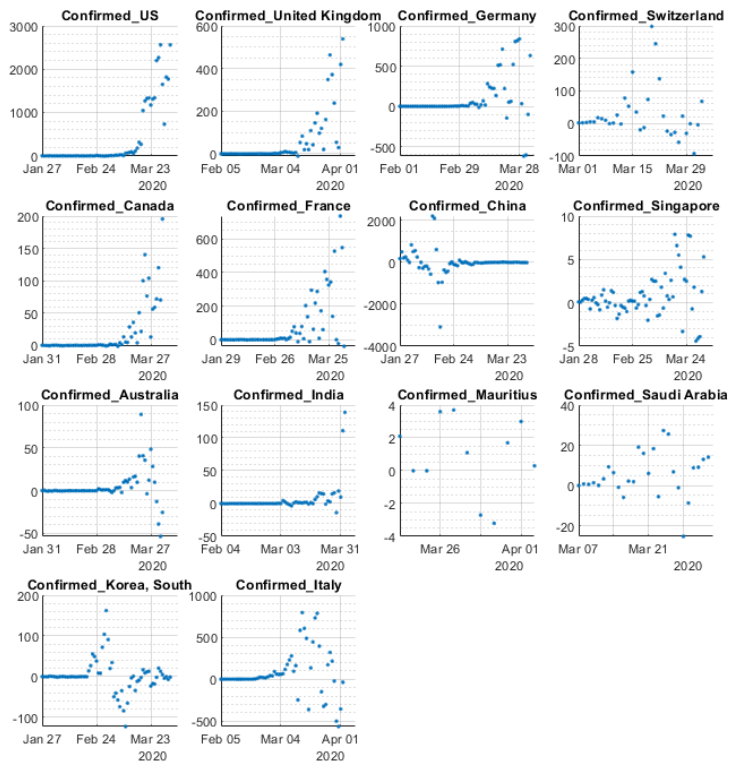 Confirmed_US
3000
2000
1000
0
Jan 27
Feb 24
Mar 23
2020
Confirmed_United Kingdom
600
400
200
0
Feb 05
Mar 04
Apr 01
2020
Confirmed_Germany
1000
500
0
-500
Feb 01
Feb 29
Mar 28
2020
Confirmed_Switzerland
300
200
100
0
-100
Mar 01
Mar 15
Mar 29
2020
Confirmed_Canada
200
150
100
50
0
Jan 31
Feb 28
Mar 27
2020
Confirmed_France
600
400
200
0
Jan 29
Feb 26
Mar 25
2020
Confirmed_China
2000
0
-2000
-4000
Jan 27
Feb 24
Mar 23
2020
Confirmed_Singapore
10
5
0
-5
Jan 28
Feb 25
Mar 24
2020
Confirmed_Australia
100
50
0
-50
Jan 31
Feb 28
Mar 27
2020
Confirmed_India
150
100
50
0
-50
Feb 04
Mar 03
Mar 31
2020
Confirmed_Mauritius
4
2
0
-2
-4
Mar 26
Apr 01
2020
Confirmed_Saudi Arabia
40
20
0
-20
Mar 07
Mar 21
2020
Confirmed_Korea, South
200
100
0
-100
Jan 27
Feb 24
Mar 23
2020
Confirmed_Italy
1000
500
0
-500
Feb 05
Mar 04
Apr 01
2020